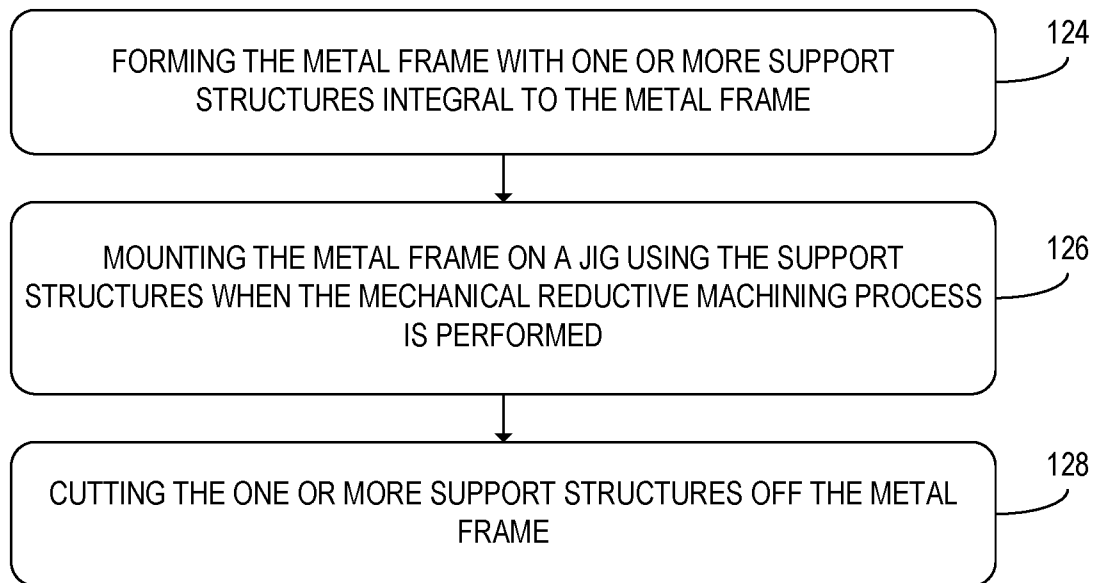 FORMING THE METAL FRAME WITH ONE OR MORE SUPPORT
STRUCTURES INTEGRAL TO THE METAL FRAME
124
MOUNTING THE METAL FRAME ON A JIG USING THE SUPPORT
STRUCTURES WHEN THE MECHANICAL REDUCTIVE MACHINING PROCESS
IS PERFORMED
126
CUTTING THE ONE OR MORE SUPPORT STRUCTURES OFF THE METAL
FRAME
128